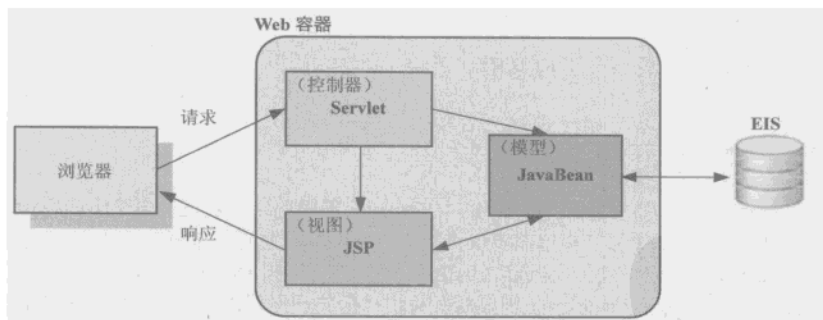 Web 容器
（控制器）
Servlet
请求
EIS
浏览器
（模型）
JavaBean
响应
（视图）
JSP